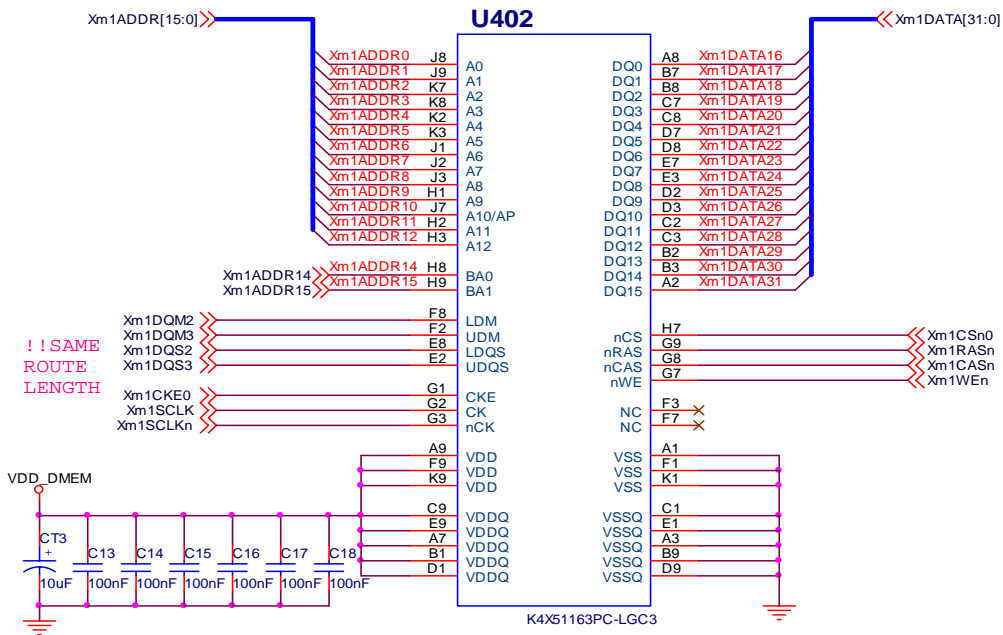 U402
Xm1ADDR[15:0]
Xm1DATA[31:0]
Xm1ADDR0 J8 A0 DQ0 A8 Xm1DATA16
Xm1ADDR1 J9 A1 DQ1 B7 Xm1DATA17
Xm1ADDR2 K7 A2 DQ2 B8 Xm1DATA18
Xm1ADDR3 K8 A3 DQ3 C7 Xm1DATA19
Xm1ADDR4 K2 A4 DQ4 C8 Xm1DATA20
Xm1ADDR5 K3 A5 DQ5 D7 Xm1DATA21
Xm1ADDR6 J1 A6 DQ6 D8 Xm1DATA22
Xm1ADDR7 J2 A7 DQ7 E7 Xm1DATA23
Xm1ADDR8 J3 A8 DQ8 E3 Xm1DATA24
Xm1ADDR9 H1 A9 DQ9 D2 Xm1DATA25
Xm1ADDR10 J7 A10/AP DQ10 D3 Xm1DATA26
Xm1ADDR11 H2 A11 DQ11 C2 Xm1DATA27
Xm1ADDR12 H3 A12 DQ12 C3 Xm1DATA28
DQ13 B2 Xm1DATA29
Xm1ADDR14 Xm1ADDR14 H8 BA0 DQ14 B3 Xm1DATA30
Xm1ADDR15 Xm1ADDR15 H9 BA1 DQ15 A2 Xm1DATA31
Xm1DQM2 F8 LDM
Xm1DQM3 F2 UDM nCS H7 Xm1CSn0
Xm1DQS2 E8 LDQS nRAS G9 Xm1RASn
Xm1DQS3 E2 UDQS nCAS G8 Xm1CASn
nWE G7 Xm1WEn
!!SAME
ROUTE
LENGTH
Xm1CKE0 G1 CKE
Xm1SCLK G2 CK NC F3
Xm1SCLKn G3 nCK NC F7
A9 VDD VSS A1
F9 VDD VSS F1
K9 VDD VSS K1
VDD_DMEM
C9 VDDQ VSSQ C1
E9 VDDQ VSSQ E1
A7 VDDQ VSSQ A3
B1 VDDQ VSSQ B9
D1 VDDQ VSSQ D9
CT3 + C13 C14 C15 C16 C17 C18
10uF 100nF 100nF 100nF 100nF 100nF 100nF
K4X51163PC-LGC3